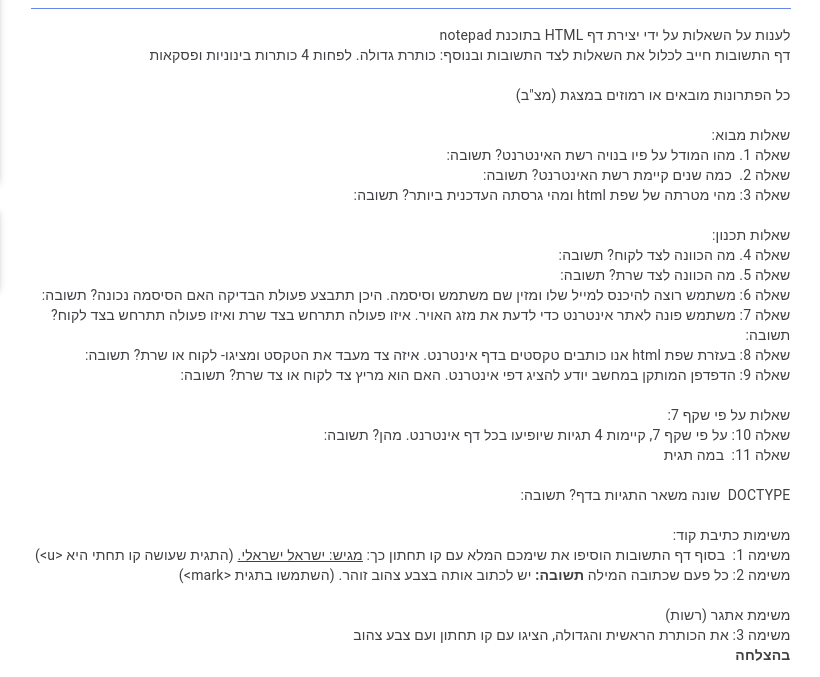 לענות על השאלות על ידי יצירת דף HTML בתוכנת notepad
דף התשובות חייב לכלול את השאלות לצד התשובות ובנוסף: כותרת גדולה. לפחות 4 כותרות בינוניות ופסקאות
כל הפתרונות מובאים או רמוזים במצגת (מצ"ב)
שאלות מבוא:
שאלה 1. מהו המודל על פיו בנויה רשת האינטרנט? תשובה:
שאלה 2.  כמה שנים קיימת רשת האינטרנט? תשובה:
שאלה 3: מהי מטרתה של שפת html ומהי גרסתה העדכנית ביותר? תשובה:
שאלות תכנון:
שאלה 4. מה הכוונה לצד לקוח? תשובה:
שאלה 5. מה הכוונה לצד שרת? תשובה:
שאלה 6: משתמש רוצה להיכנס למייל שלו ומזין שם משתמש וסיסמה. היכן תתבצע פעולת הבדיקה האם הסיסמה נכונה? תשובה:
שאלה 7: משתמש פונה לאתר אינטרנט כדי לדעת את מזג האויר. איזו פעולה תתרחש בצד שרת ואיזו פעולה תתרחש בצד לקוח?
תשובה:
שאלה 8: בעזרת שפת html אנו כותבים טקסטים בדף אינטרנט. איזה צד מעבד את הטקסט ומציגו- לקוח או שרת? תשובה:
שאלה 9: הדפדפן המותקן במחשב יודע להציג דפי אינטרנט. האם הוא מריץ צד לקוח או צד שרת? תשובה:
שאלות על פי שקף 7:
שאלה 10: על פי שקף 7, קיימות 4 תגיות שיופיעו בכל דף אינטרנט. מהן? תשובה:
שאלה 11:  במה תגית
DOCTYPE  שונה משאר התגיות בדף? תשובה:
משימות כתיבת קוד:
משימה 1:  בסוף דף התשובות הוסיפו את שימכם המלא עם קו תחתון כך: מגיש: ישראל ישראלי. (התגית שעושה קו תחתי היא <u>)
משימה 2: כל פעם שכתובה המילה תשובה: יש לכתוב אותה בצבע צהוב זוהר. (השתמשו בתגית <mark>)
משימת אתגר (רשות)
משימה 3: את הכותרת הראשית והגדולה, הציגו עם קו תחתון ועם צבע צהוב
בהצלחה